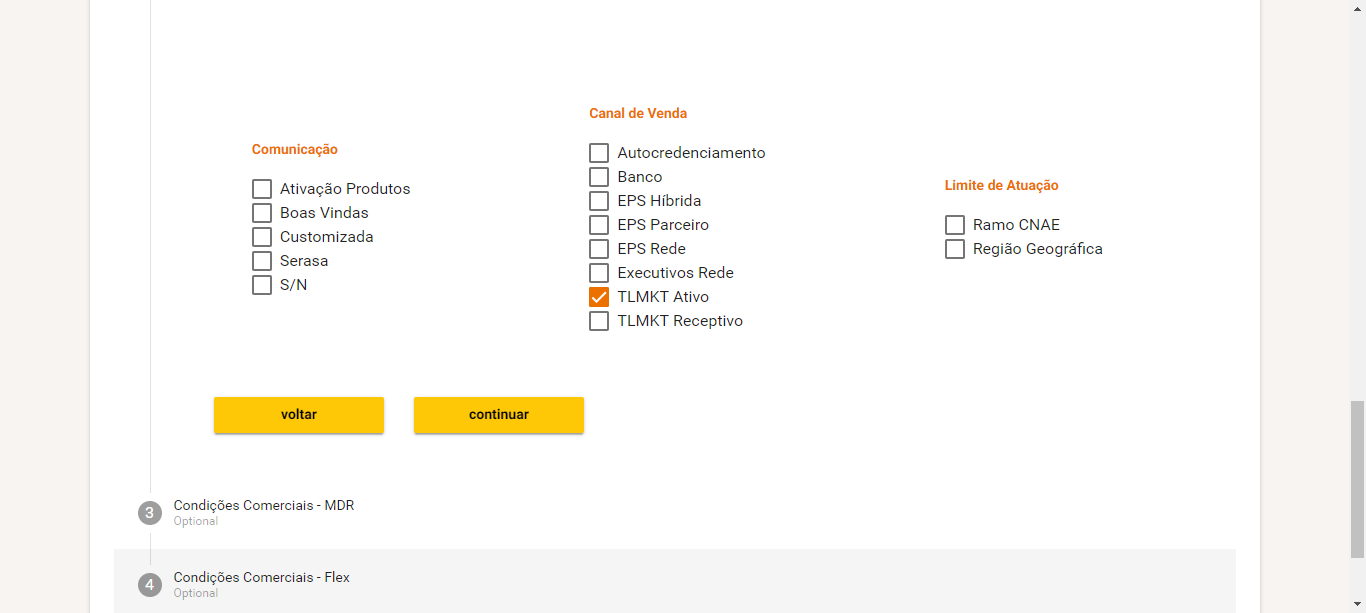 Comunicação
Ativação Produtos
Boas Vindas
Customizada
Serasa
S/N
Canal de Venda
Autocredenciamento
Banco
EPS Híbrida
EPS Parceiro
EPS Rede
Executivos Rede
TLMKT Ativo
TLMKT Receptivo
Limite de Atuação
Ramo CNAE
Região Geográfica
voltar
continuar
3
Condições Comerciais - MDR
Optional
4
Condições Comerciais - Flex
Optional